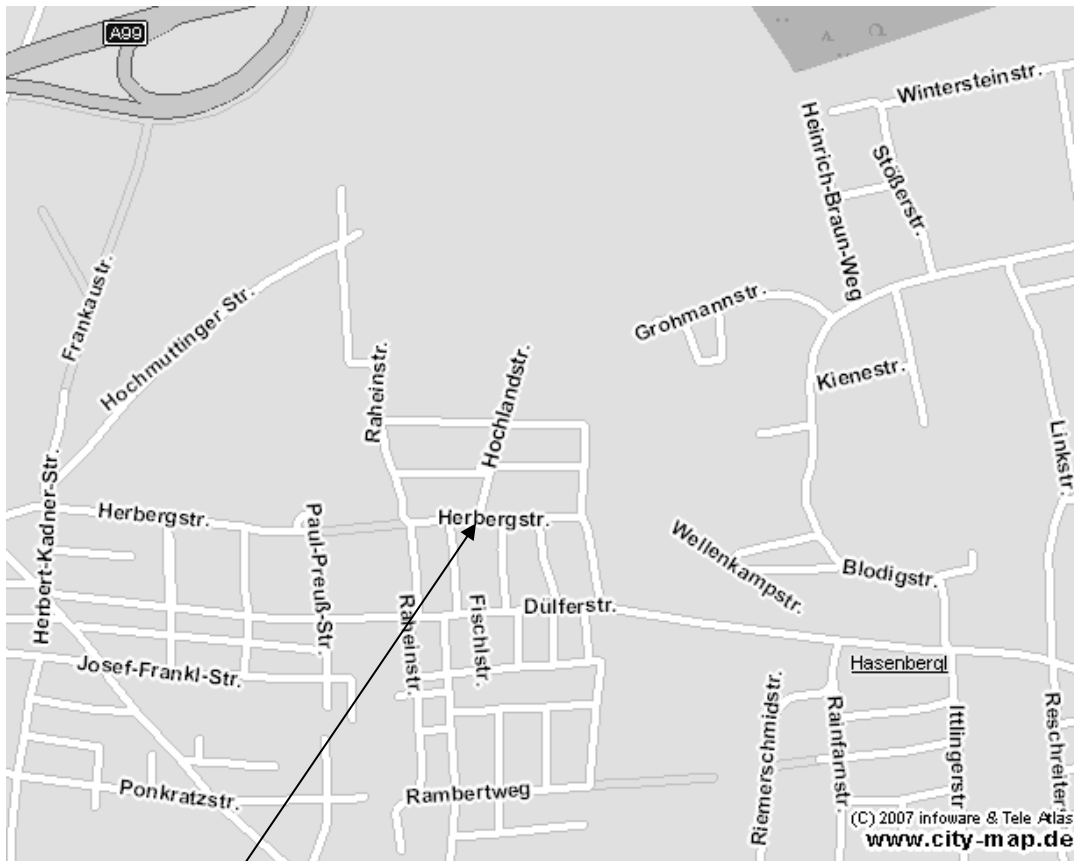 A99
Wintersteinstr.
Heinrich-Braun-Weg
Stößerstr.
Frankaustr.
Hochmuttinger Str.
Grohmannstr.
Kienestr.
Raheinstr.
Hochlandstr.
Linkstr.
Herbert-Kadner-Str.
Herbergstr.
Paul-Preuß-Str.
Herbergstr.
Wellenkampstr.
Blodigstr.
Raheinstr.
Fischlstr.
Dülferstr.
Josef-Frankl-Str.
Hasenbergl
Riemerschmidstr.
Rainfarnstr.
Ittlingerstr
Reschreiter
Ponkratzstr.
Rambertweg
(C) 2007 infoware & Tele Atlas
www.city-map.de